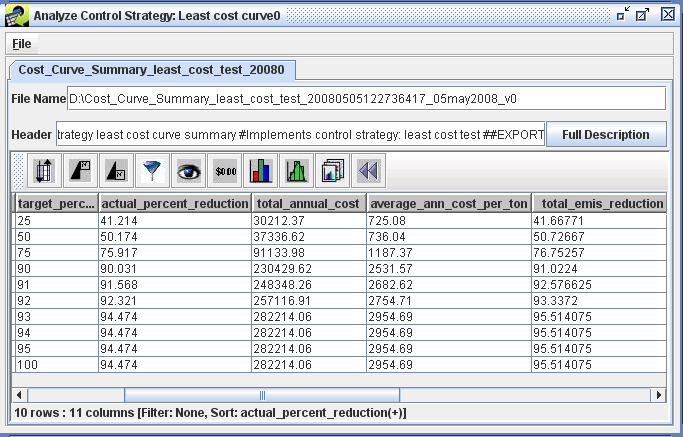 Analyze Control Strategy: Least cost curve0
File
Cost_Curve_Summary_least_cost_test_20080
File Name D:\Cost_Curve_Summary_least_cost_test_20080505122736417_05may2008_v0
Header trategy least cost curve summary #Implements control strategy: least cost test ##EXPORT Full Description
$0.00
target_perc... actual_percent_reduction total_annual_cost average_ann_cost_per_ton total_emis_reduction
25 41.214 30212.37 725.08 41.66771
50 50.174 37336.62 736.04 50.72667
75 75.917 91133.98 1187.37 76.75257
90 90.031 230429.62 2531.57 91.0224
91 91.568 248348.26 2682.62 92.576625
92 92.321 257116.91 2754.71 93.3372
93 94.474 282214.06 2954.69 95.514075
94 94.474 282214.06 2954.69 95.514075
95 94.474 282214.06 2954.69 95.514075
100 94.474 282214.06 2954.69 95.514075
10 rows : 11 columns [Filter: None, Sort: actual_percent_reduction(+)]